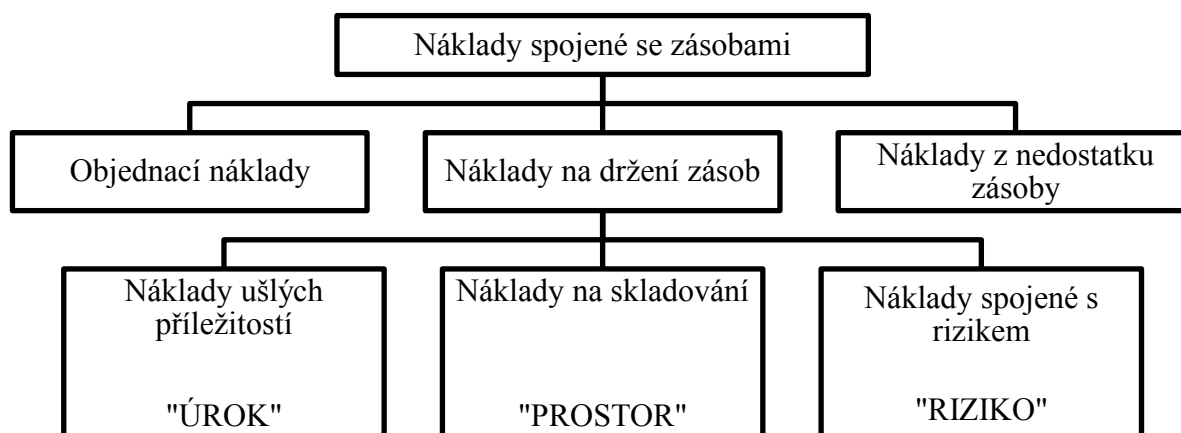 Náklady spojené se zásobami
Objednací náklady
Náklady na držení zásob
Náklady z nedostatku
zásoby
Náklady ušlých
příležitostí
"ÚROK"
Náklady na skladování
"PROSTOR"
Náklady spojené s
rizikem
"RIZIKO"